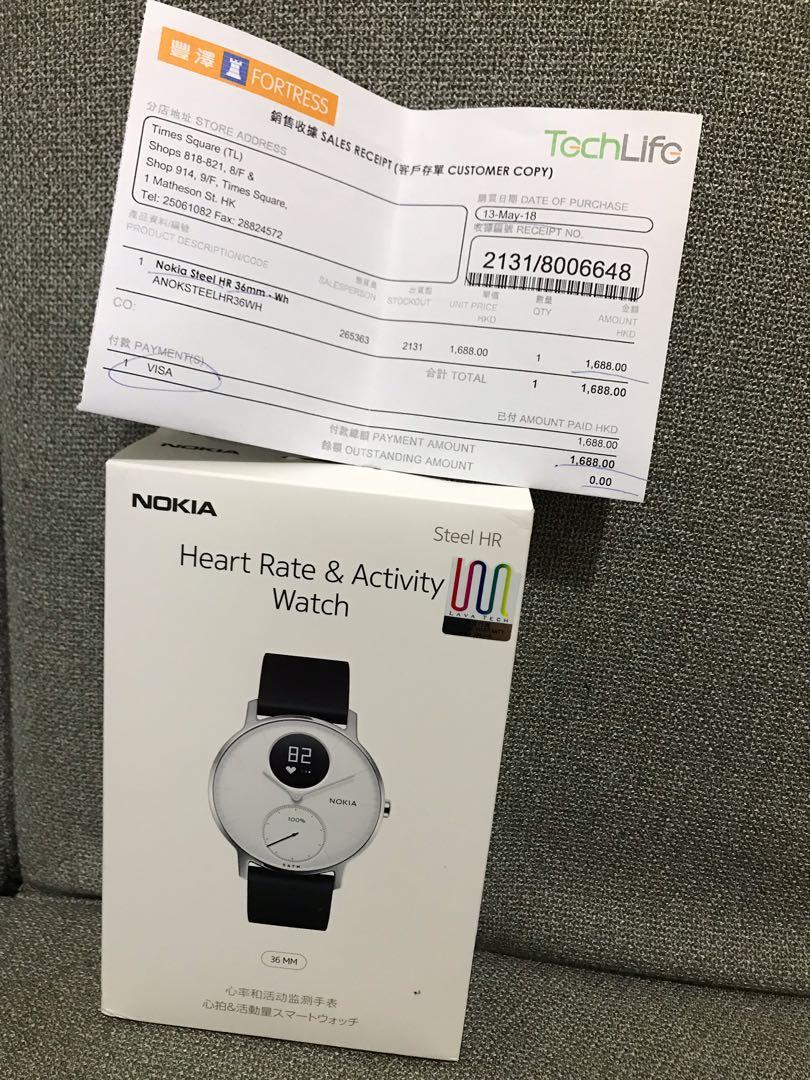 豐澤 FORTRESS
TechLife
銷售收據 SALES RECEIPT (客戶存單 CUSTOMER COPY)
分店地址 STORE ADDRESS
Times Square (TL)
Shops 818-821, 8/F &
Shop 914, 9/F, Times Square,
1 Matheson St. HK
Tel: 25061082 Fax: 28824572
購買日期 DATE OF PURCHASE
13-May-18
收據編號 RECEIPT NO.
2131/8006648
產品資料/編號
PRODUCT DESCRIPTION/CODE
售貨員
SALESPERSON
出貨點
STOCKOUT
單價
UNIT PRICE
HKD
數量
QTY
金額
AMOUNT
HKD
1 Nokia Steel HR 36mm - Wh
ANOKSTEELHR36WH
265363 2131 1,688.00 1 1,688.00
CO:
合計 TOTAL 1 1,688.00
付款 PAYMENT(S)
1 VISA
已付 AMOUNT PAID HKD
1,688.00
付款總額 PAYMENT AMOUNT 1,688.00
餘額 OUTSTANDING AMOUNT 0.00
NOKIA
NOKIA
Steel HR
Heart Rate & Activity
Watch
LAVA TECH
82
NOKIA
100%
5ATM
36 MM
心率和活动监测手表
心拍&活動量スマートウォッチ